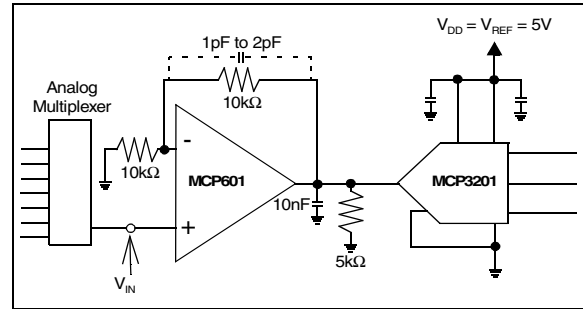 V_DD = V_REF = 5V
1pF to 2pF
Analog
Multiplexer
10kΩ
-
10kΩ
MCP601
MCP3201
10nF
+
5kΩ
V_IN